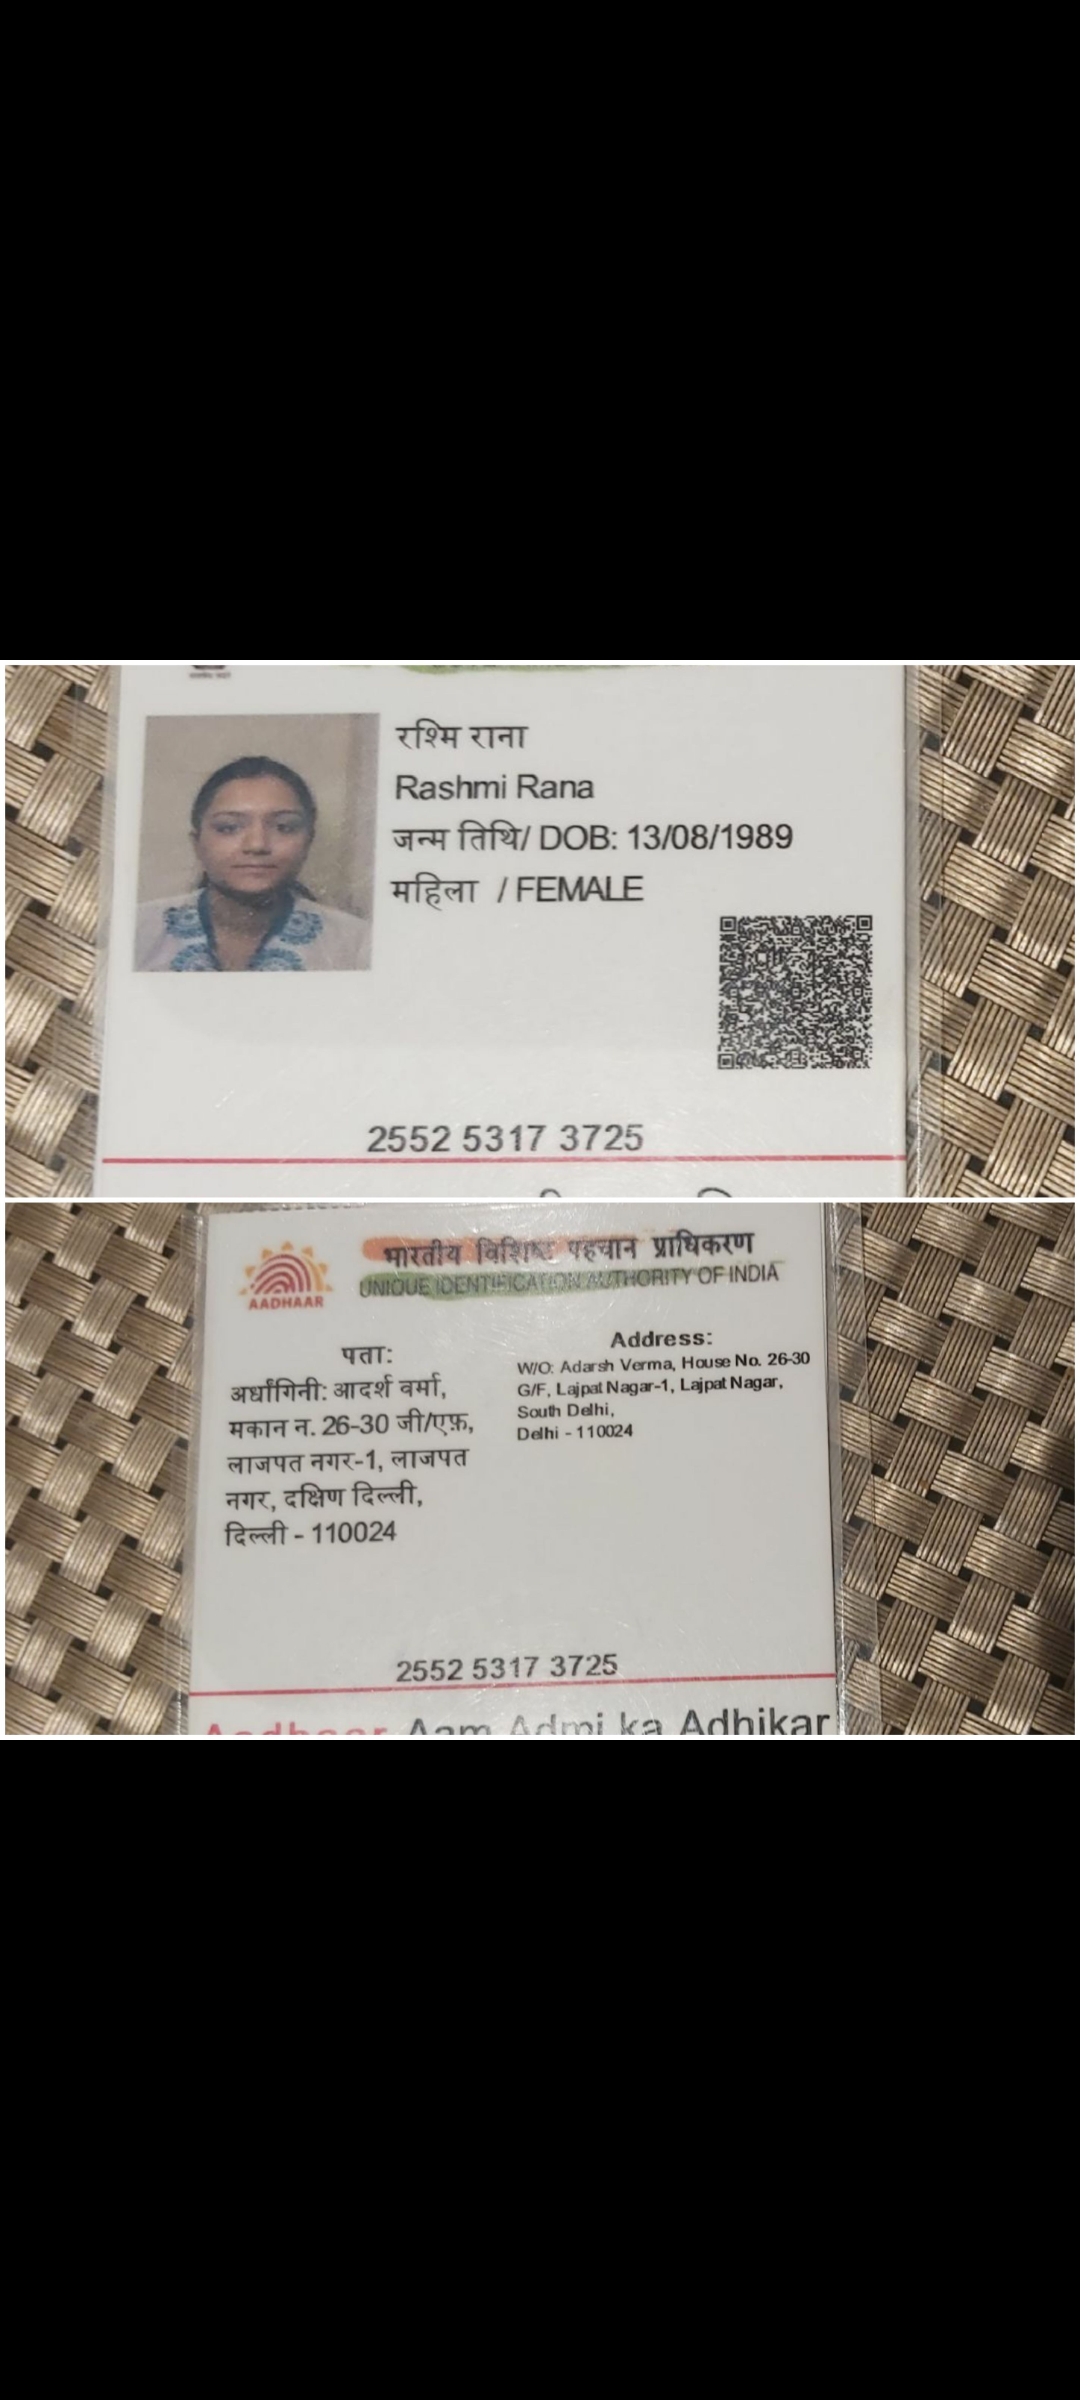 रश्मि राना
Rashmi Rana
जन्म तिथि/ DOB: 13/08/1989
महिला / FEMALE
2552 5317 3725
भारतीय विशिष्ट पहचान प्राधिकरण
UNIQUE IDENTIFICATION AUTHORITY OF INDIA
AADHAAR
पता:
अर्धांगिनी: आदर्श वर्मा,
मकान न. 26-30 जी/एफ़,
लाजपत नगर-1, लाजपत
नगर, दक्षिण दिल्ली,
दिल्ली - 110024
Address:
W/O: Adarsh Verma, House No. 26-30
G/F, Lajpat Nagar-1, Lajpat Nagar,
South Delhi,
Delhi - 110024
2552 5317 3725
Aadhaar Aam Admi ka Adhikar